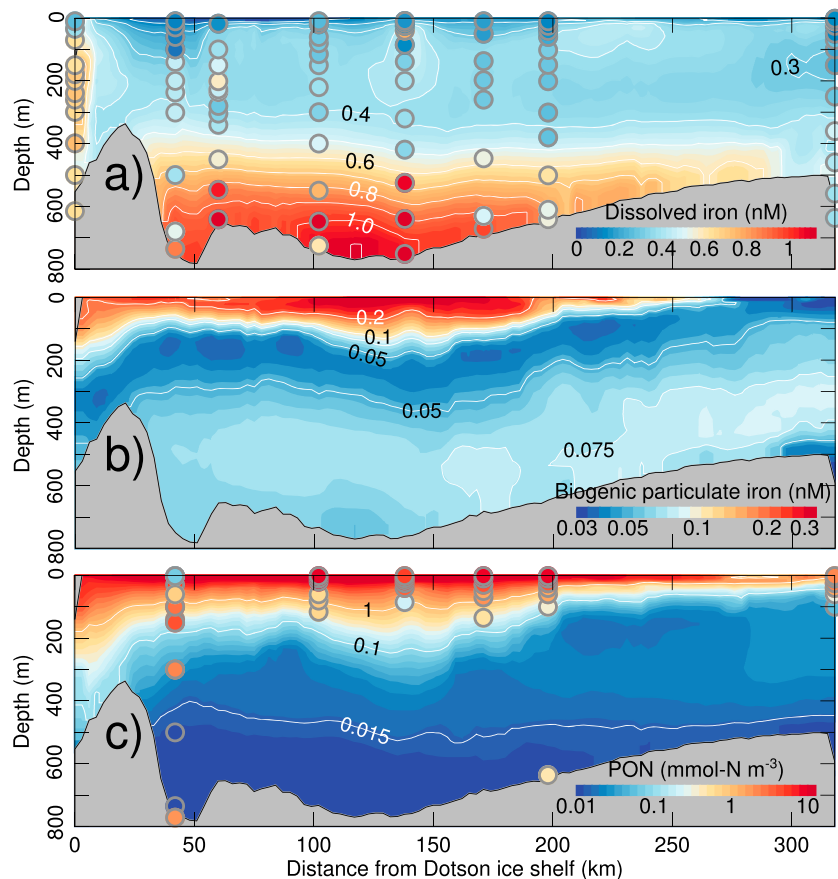 0
200
400
600
800
Depth (m)
a)
0.3
0.4
0.6
0.8
1.0
Dissolved iron (nM)
0 0.2 0.4 0.6 0.8 1
0
200
400
600
800
Depth (m)
b)
0.2
0.1
0.05
0.05
0.075
Biogenic particulate iron (nM)
0.03 0.05 0.1 0.2 0.3
0
200
400
600
800
Depth (m)
c)
1
0.1
0.015
PON (mmol-N m-3)
0.01 0.1 1 10
0 50 100 150 200 250 300
Distance from Dotson ice shelf (km)